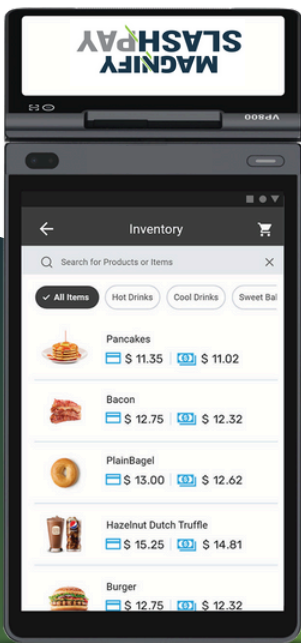 MAGNIFY
SLASHPAY
VP800
Inventory
Search for Products or Items
All Items
Hot Drinks
Cool Drinks
Sweet Bal
Pancakes
$ 11.35
$ 11.02
Bacon
$ 12.75
$ 12.32
PlainBagel
$ 13.00
$ 12.62
Hazelnut Dutch Truffle
$ 15.25
$ 14.81
Burger
$ 12.75
$ 12.32